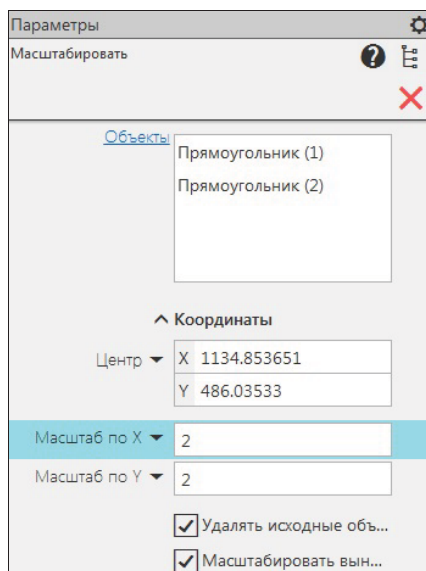 Параметры
Масштабировать
Объекты
Прямоугольник (1)
Прямоугольник (2)
Координаты
Центр X 1134.853651
Y 486.03533
Масштаб по X 2
Масштаб по Y 2
Удалять исходные объ...
Масштабировать вын...